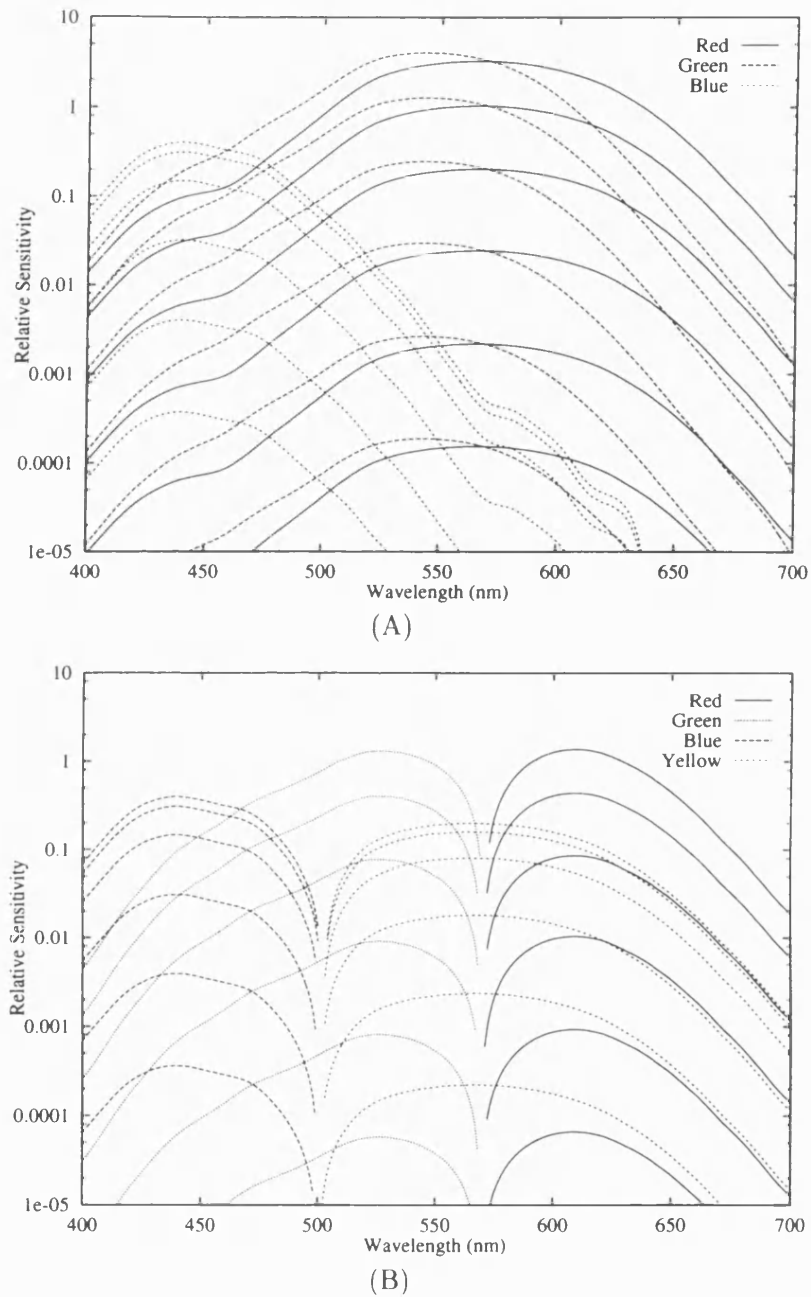 10
1
0.1
0.01
0.001
0.0001
1e-05
Relative Sensitivity
Red
Green
Blue
400
450
500
550
600
650
700
Wavelength (nm)
(A)
10
1
0.1
0.01
0.001
0.0001
1e-05
Relative Sensitivity
Red
Green
Blue
Yellow
400
450
500
550
600
650
700
Wavelength (nm)
(B)